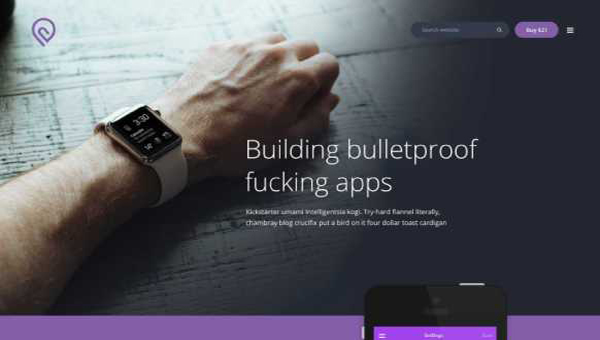 Search website
Buy $21
3:30
Building bulletproof
fucking apps
Kickstarter umami Intelligentsia kogi. Try-hard flannel literally,
chambray blog crucifix put a bird on it four dollar toast cardigan
Settings